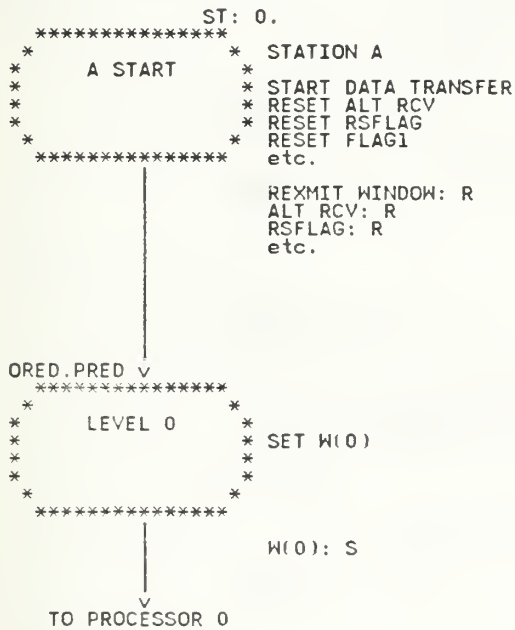 ST: 0.
A START
STATION A
START DATA TRANSFER
RESET ALT RCV
RESET RSFLAG
RESET FLAG1
etc.
REXMIT WINDOW: R
ALT RCV: R
RSFLAG: R
etc.
ORED.PRED
LEVEL 0
SET W(0)
W(0): S
TO PROCESSOR 0